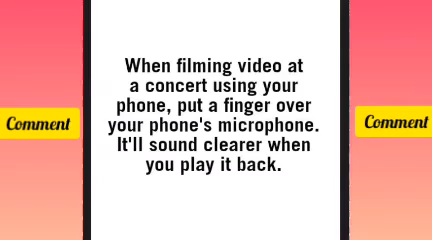 When filming video at
a concert using your
phone, put a finger over
your phone's microphone.
It'll sound clearer when
you play it back.
Comment
Comment